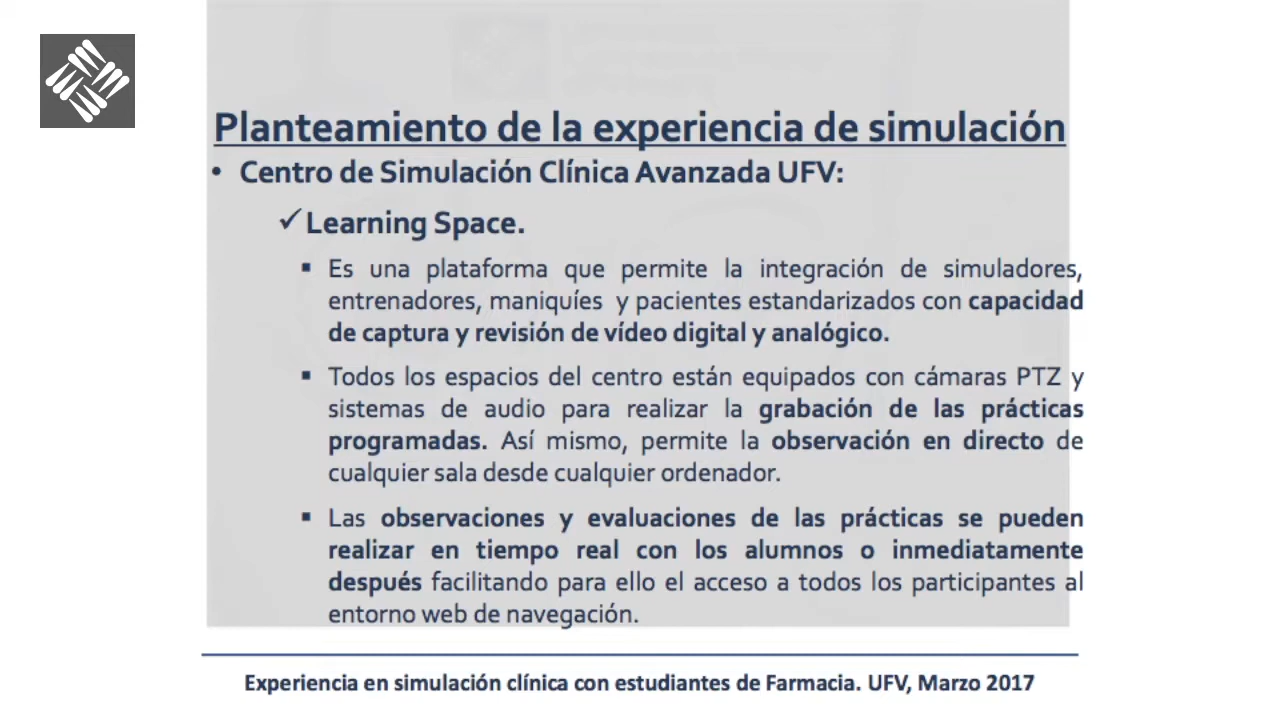 Planteamiento de la experiencia de simulación
• Centro de Simulación Clínica Avanzada UFV:
✓Learning Space.
▪ Es una plataforma que permite la integración de simuladores,
entrenadores, maniquíes y pacientes estandarizados con capacidad
de captura y revisión de vídeo digital y analógico.
▪ Todos los espacios del centro están equipados con cámaras PTZ y
sistemas de audio para realizar la grabación de las prácticas
programadas. Así mismo, permite la observación en directo de
cualquier sala desde cualquier ordenador.
▪ Las observaciones y evaluaciones de las prácticas se pueden
realizar en tiempo real con los alumnos o inmediatamente
después facilitando para ello el acceso a todos los participantes al
entorno web de navegación.
Experiencia en simulación clínica con estudiantes de Farmacia. UFV, Marzo 2017